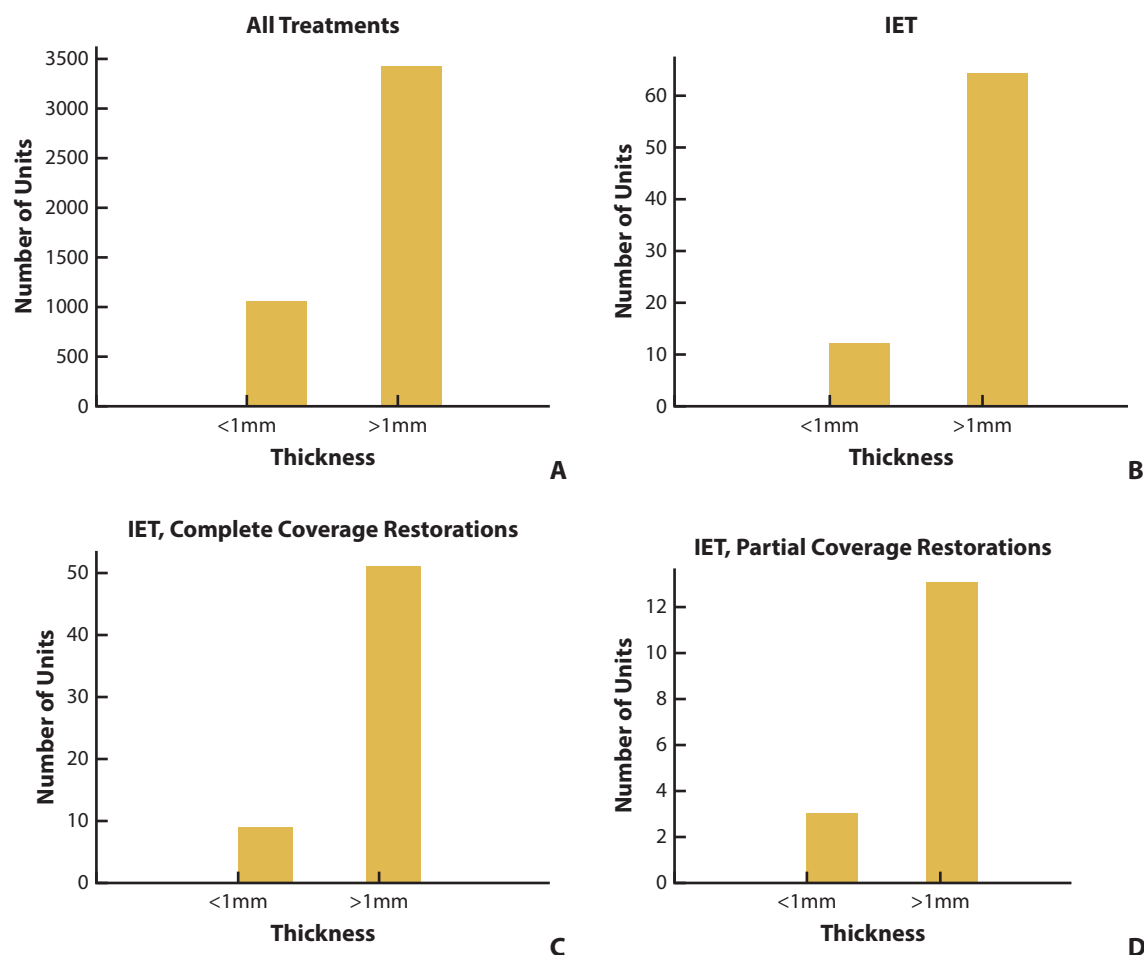 All Treatments
Number of Units
3500
3000
2500
2000
1500
1000
500
0
<1mm >1mm
Thickness
A
IET
Number of Units
60
50
40
30
20
10
0
<1mm >1mm
Thickness
B
IET, Complete Coverage Restorations
Number of Units
50
40
30
20
10
0
<1mm >1mm
Thickness
C
IET, Partial Coverage Restorations
Number of Units
12
10
8
6
4
2
0
<1mm >1mm
Thickness
D